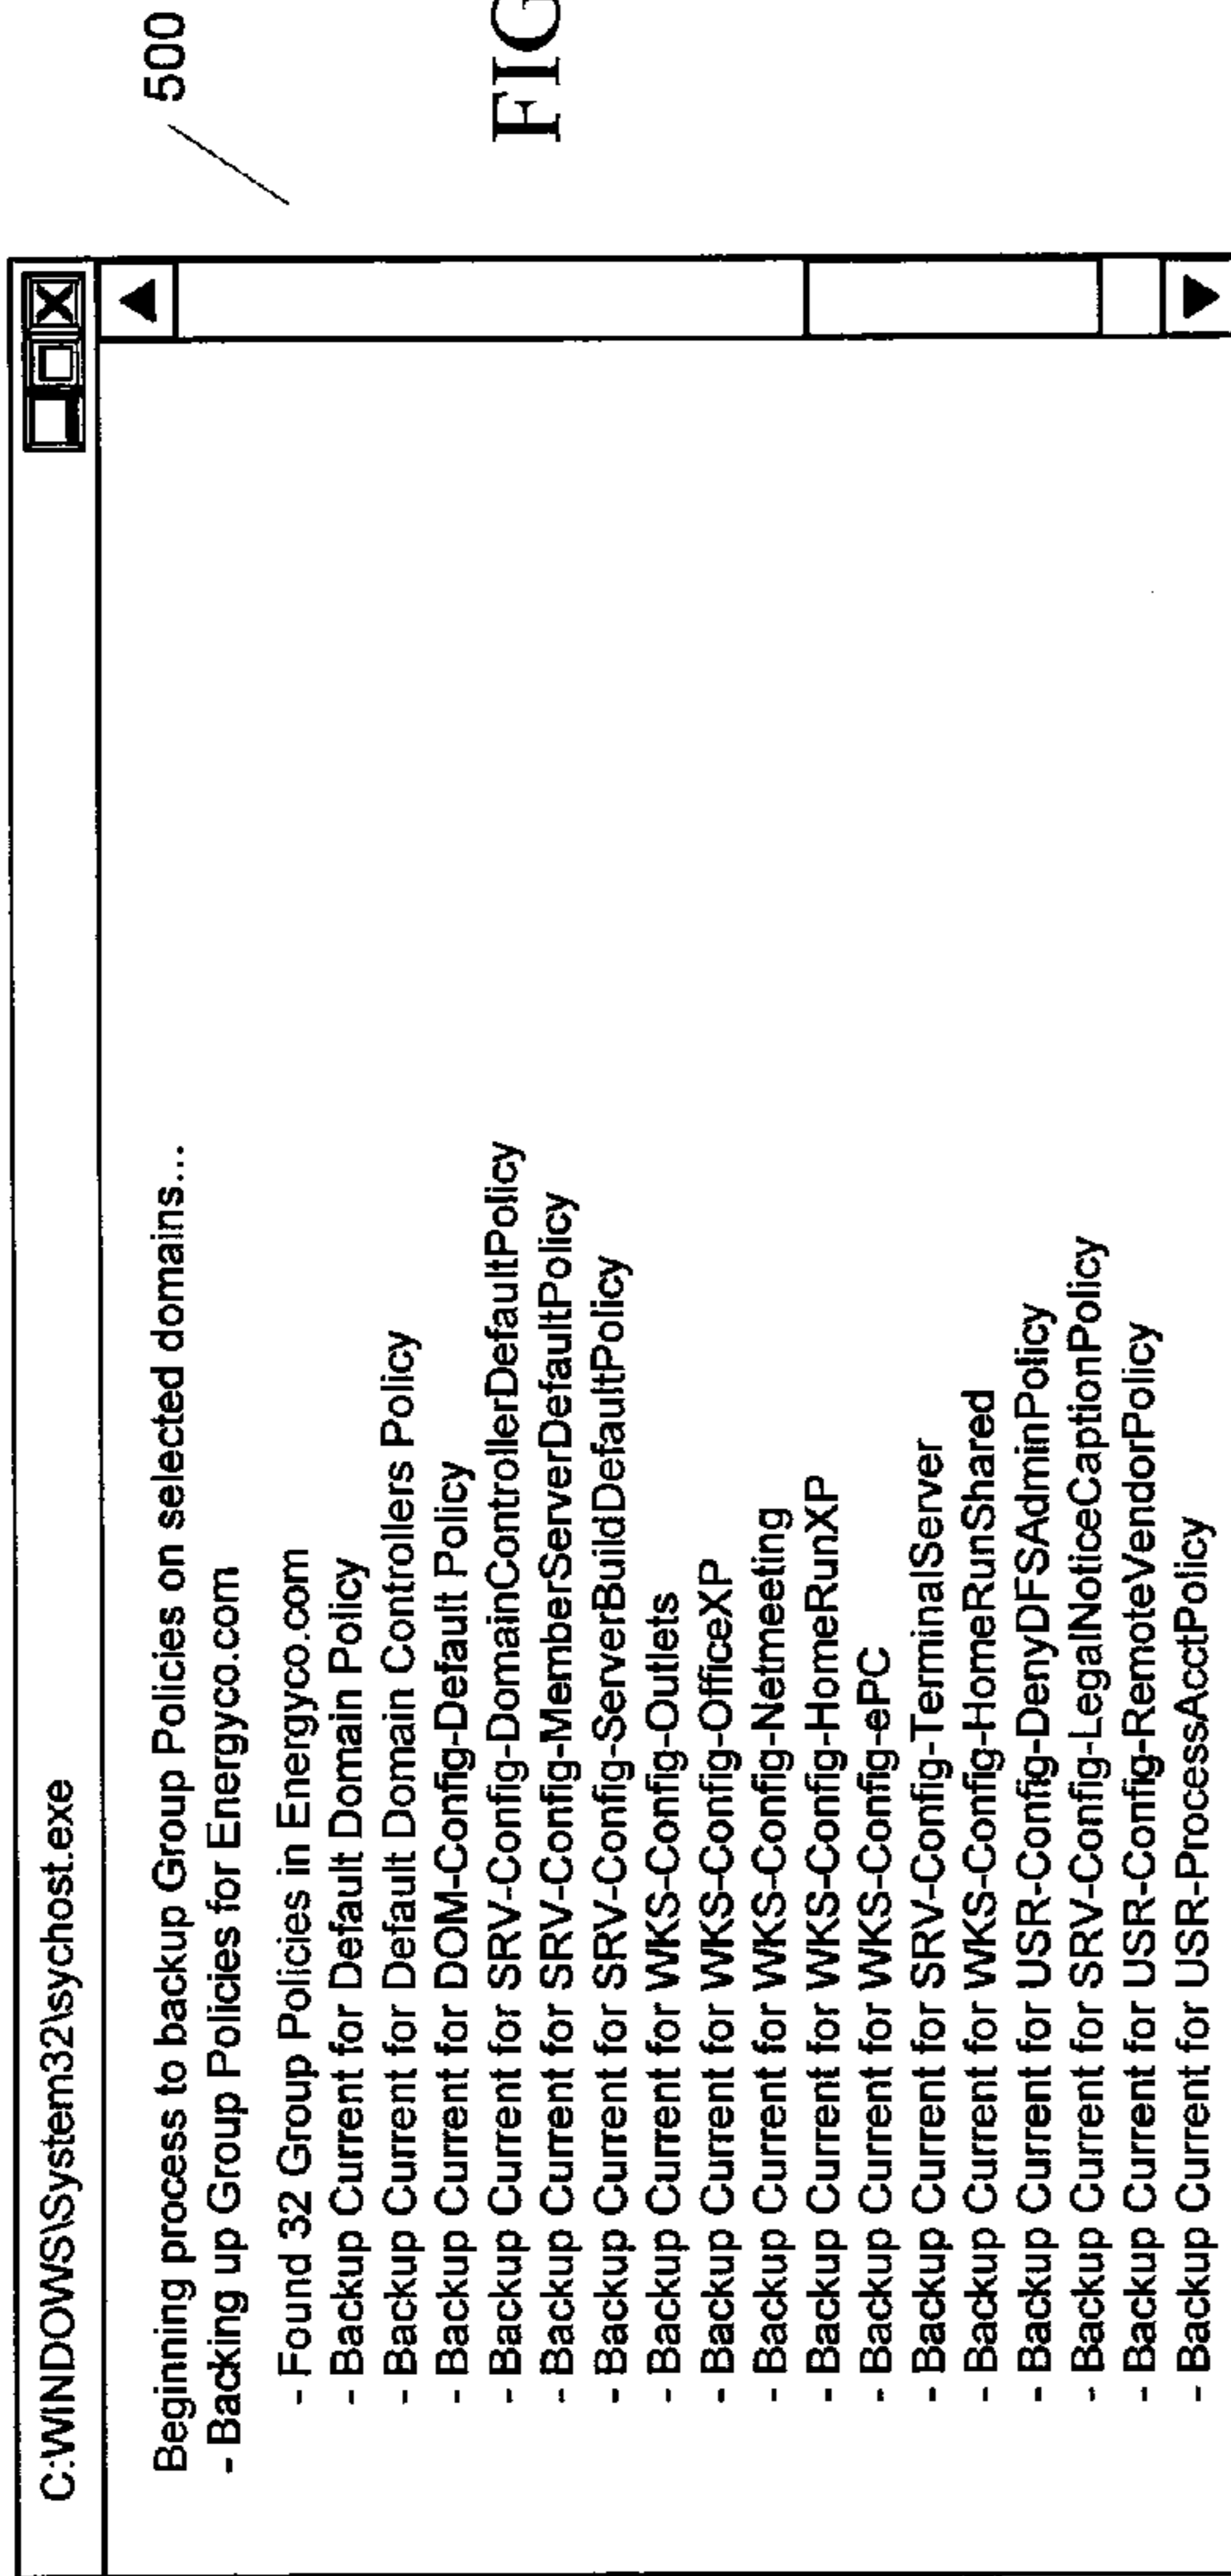 C:WINDOWS\System32\sychost.exe
Beginning process to backup Group Policies on selected domains...
- Backing up Group Policies for Energyco.com
- Found 32 Group Policies in Energyco.com
- Backup Current for Default Domain Policy
- Backup Current for Default Domain Controllers Policy
- Backup Current for DOM-Config-Default Policy
- Backup Current for SRV-Config-DomainControllerDefaultPolicy
- Backup Current for SRV-Config-MemberServerDefaultPolicy
- Backup Current for SRV-Config-ServerBuildDefaultPolicy
- Backup Current for WKS-Config-Outlets
- Backup Current for WKS-Config-OfficeXP
- Backup Current for WKS-Config-Netmeeting
- Backup Current for WKS-Config-HomeRunXP
- Backup Current for WKS-Config-ePC
- Backup Current for SRV-Config-TerminalServer
- Backup Current for WKS-Config-HomeRunShared
- Backup Current for USR-Config-DenyDFSAdminPolicy
- Backup Current for SRV-Config-LegalNoticeCaptionPolicy
- Backup Current for USR-Config-RemoteVendorPolicy
- Backup Current for USR-ProcessAcctPolicy
500
FIG